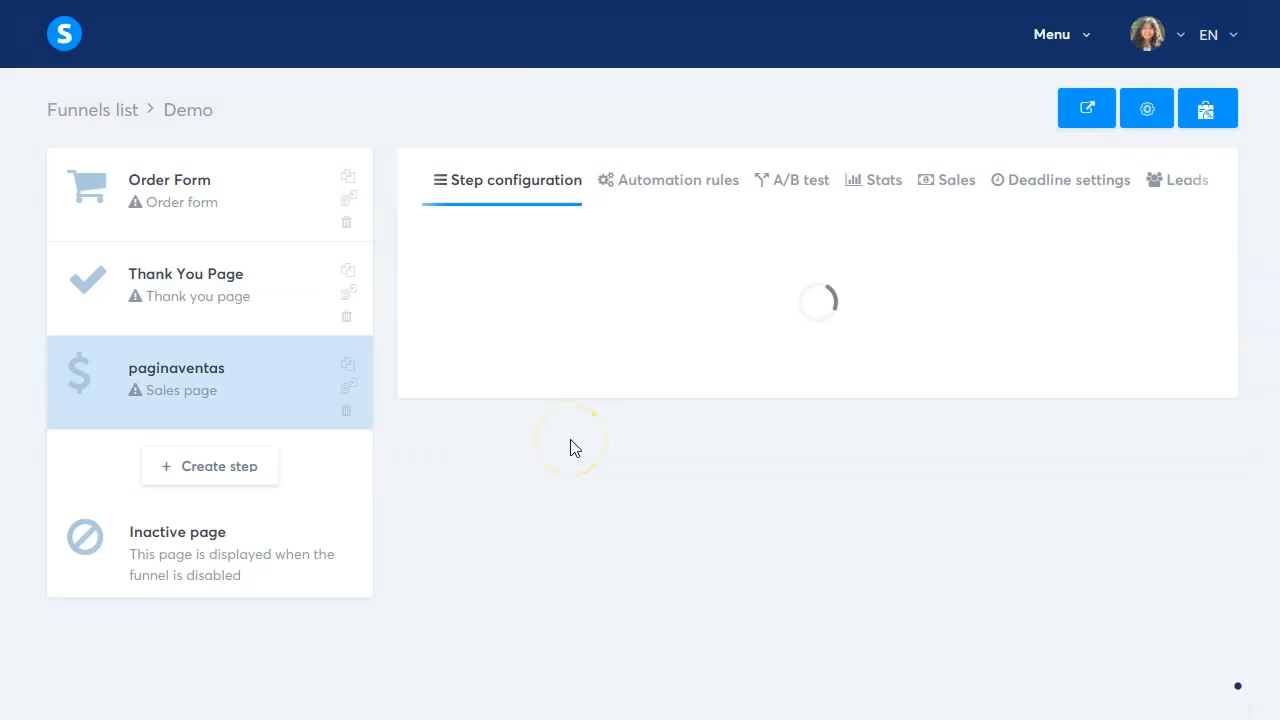 S
Menu
EN
Funnels list > Demo
Order Form
Order form
Thank You Page
Thank you page
paginaventas
Sales page
+ Create step
Inactive page
This page is displayed when the
funnel is disabled
Step configuration Automation rules A/B test Stats Sales Deadline settings Leads